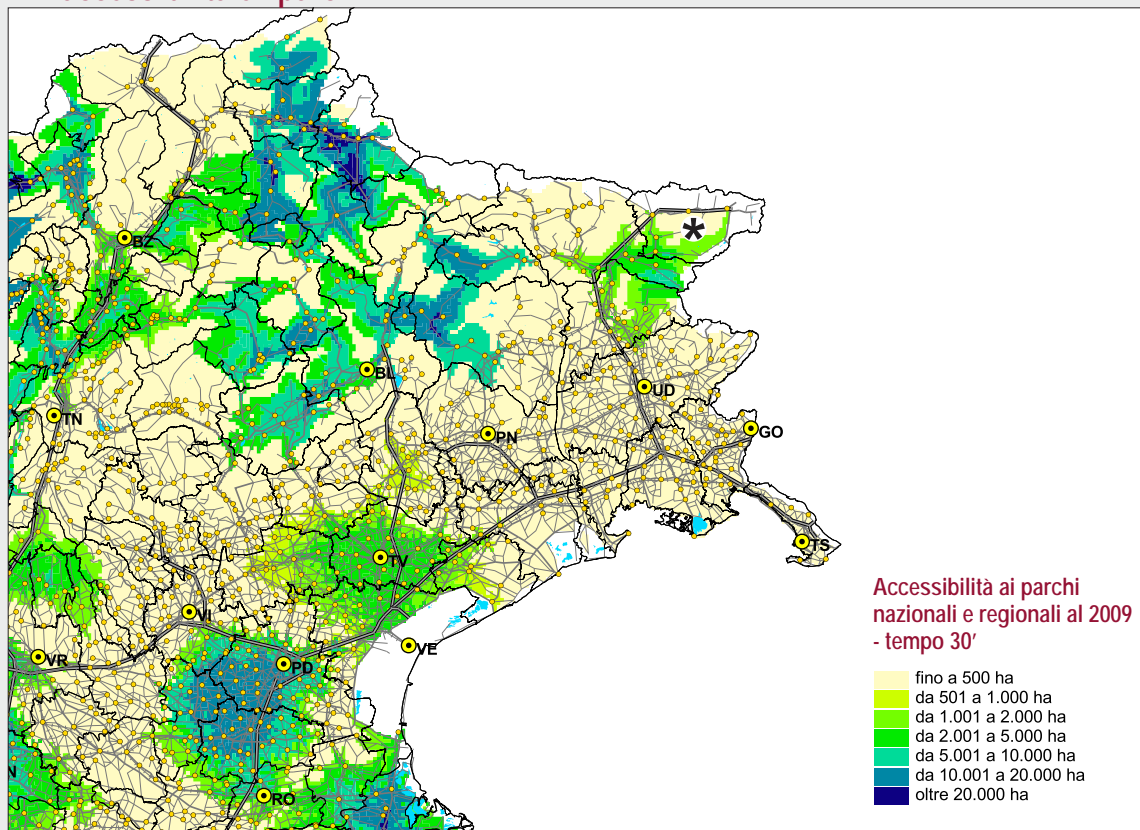 BZ
*
BL
UD
TN
PN
GO
TV
TS
VI
VE
VR
PD
N
RO
Accessibilità ai parchi
nazionali e regionali al 2009
- tempo 30'
fino a 500 ha
da 501 a 1.000 ha
da 1.001 a 2.000 ha
da 2.001 a 5.000 ha
da 5.001 a 10.000 ha
da 10.001 a 20.000 ha
oltre 20.000 ha